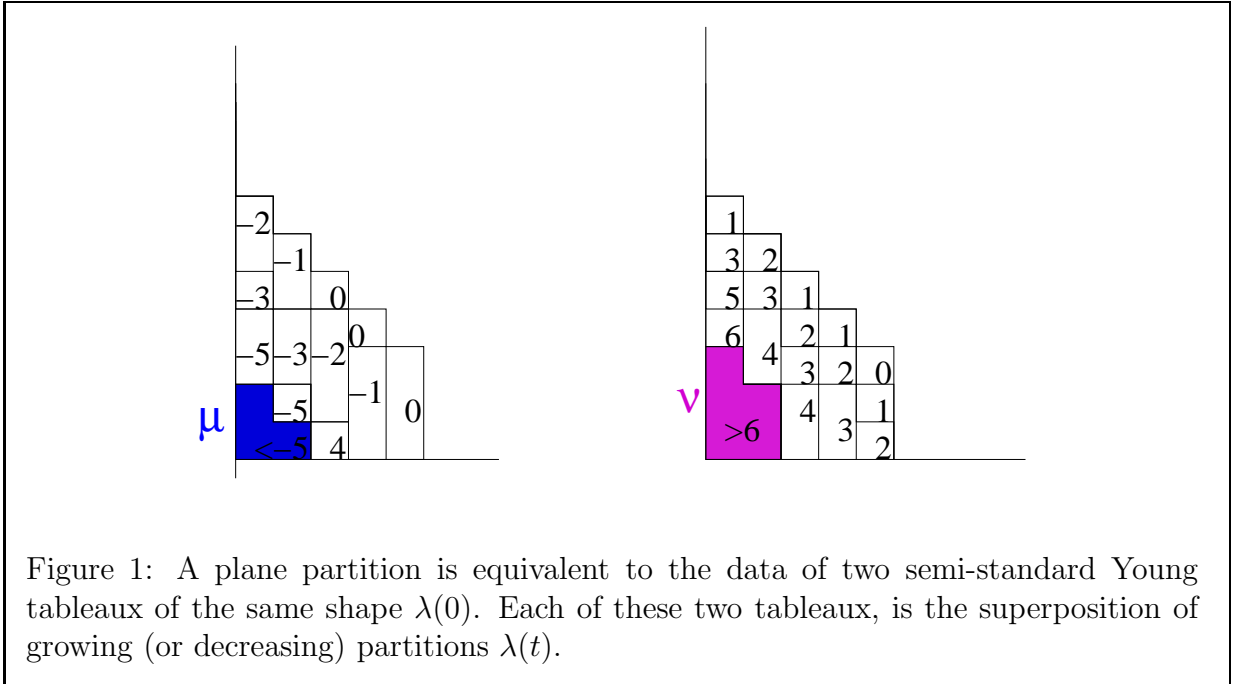 −2 1
−1 3 2
−3 0 5 3 1
0 6 2 1
−5 −3 −2 4 3 2 0
−1
μ −5 0 ν 4 1
<−5 4 >6 3 2
Figure 1: A plane partition is equivalent to the data of two semi-standard Young
tableaux of the same shape λ(0). Each of these two tableaux, is the superposition of
growing (or decreasing) partitions λ(t).